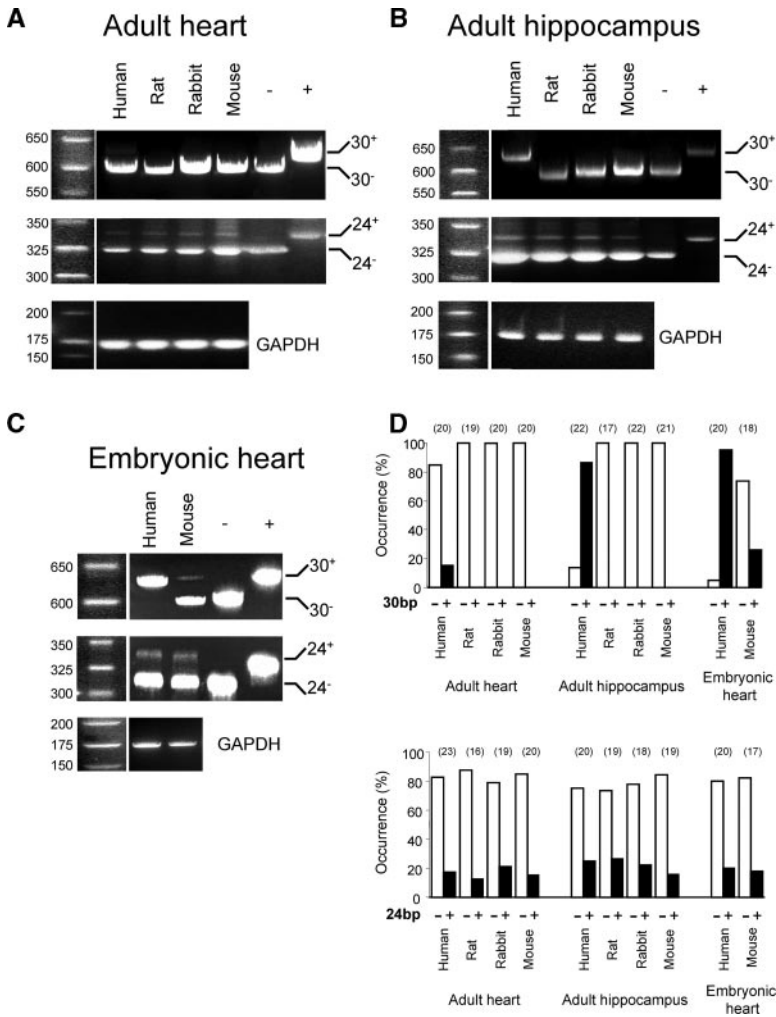 A
Adult heart
Human Rat Rabbit Mouse - +
650
600
550
30+
30-
350
325
300
24+
24-
200
175
150
GAPDH
B
Adult hippocampus
Human Rat Rabbit Mouse - +
650
600
550
30+
30-
350
325
300
24+
24-
200
175
150
GAPDH
C
Embryonic heart
Human Mouse - +
650
600
30+
30-
350
325
300
24+
24-
200
175
150
GAPDH
D
(20) (19) (20) (20) (22) (17) (22) (21) (20) (18)
Occurrence (%)
100
80
60
40
20
0
30bp - + - + - + - + - + - + - + - + - + - +
Human Rat Rabbit Mouse Human Rat Rabbit Mouse Human Mouse
Adult heart Adult hippocampus Embryonic heart
(23) (16) (19) (20) (20) (19) (18) (19) (20) (17)
Occurrence (%)
100
80
60
40
20
0
24bp - + - + - + - + - + - + - + - + - + - +
Human Rat Rabbit Mouse Human Rat Rabbit Mouse Human Mouse
Adult heart Adult hippocampus Embryonic heart